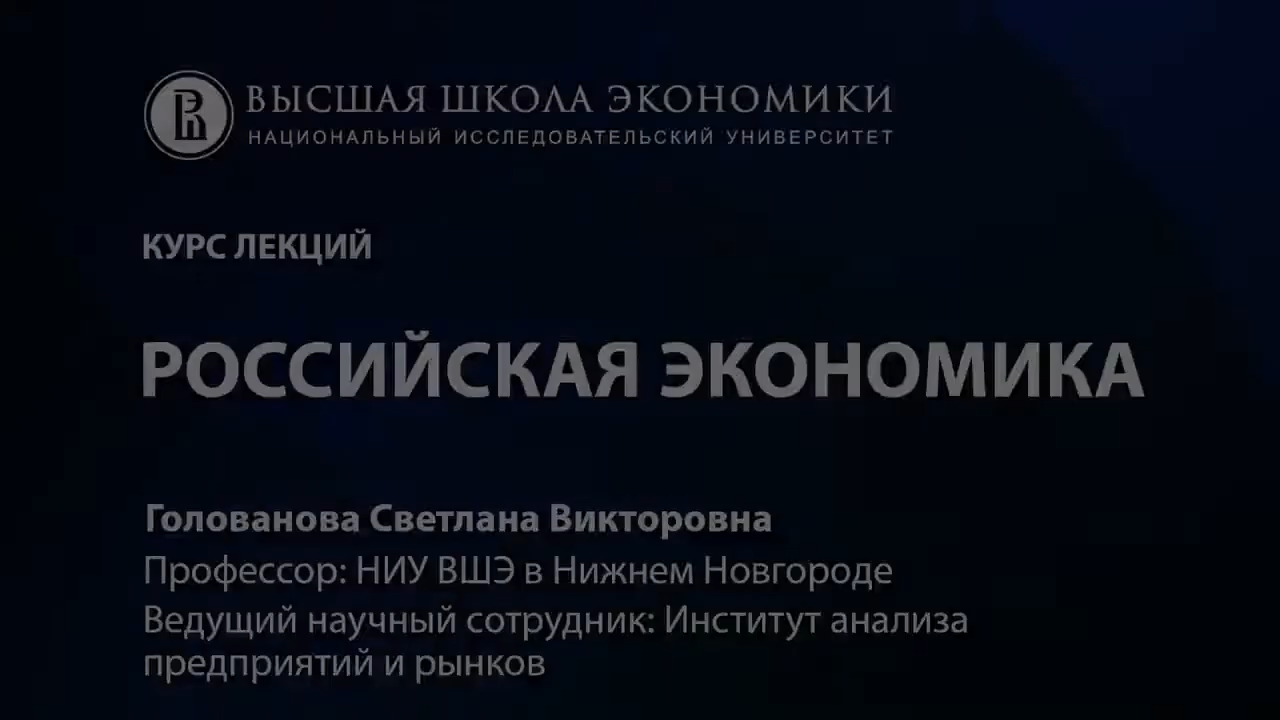 ВЫСШАЯ ШКОЛА ЭКОНОМИКИ
НАЦИОНАЛЬНЫЙ ИССЛЕДОВАТЕЛЬСКИЙ УНИВЕРСИТЕТ
КУРС ЛЕКЦИЙ
РОССИЙСКАЯ ЭКОНОМИКА
Голованова Светлана Викторовна
Профессор: НИУ ВШЭ в Нижнем Новгороде
Ведущий научный сотрудник: Институт анализа
предприятий и рынков